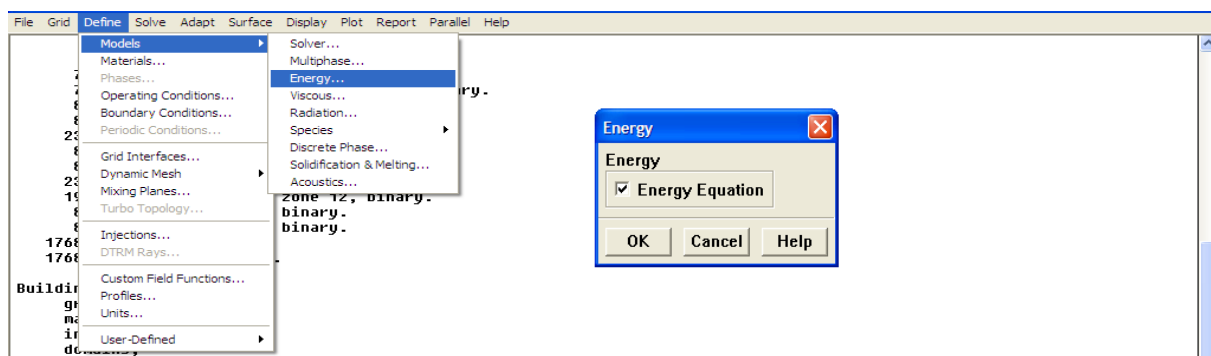 File Grid Define Solve Adapt Surface Display Plot Report Parallel Help
Models
Materials...
Phases...
Operating Conditions...
Boundary Conditions...
Periodic Conditions...
Grid Interfaces...
Dynamic Mesh
Mixing Planes...
Turbo Topology...
Injections...
DTRM Rays...
Custom Field Functions...
Profiles...
Units...
User-Defined
Solver...
Multiphase...
Energy...
Viscous...
Radiation...
Species
Discrete Phase...
Solidification & Melting...
Acoustics...
zone 12, binary.
binary.
binary.
1768
1768
Energy
Energy
Energy Equation
OK Cancel Help